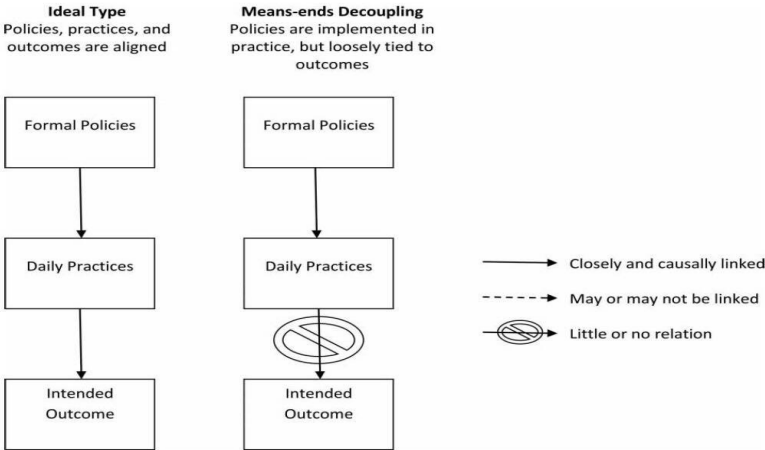 Ideal Type
Policies, practices, and
outcomes are aligned
Means-ends Decoupling
Policies are implemented in
practice, but loosely tied to
outcomes
Formal Policies
Formal Policies
Daily Practices
Daily Practices
Intended
Outcome
Intended
Outcome
Closely and causally linked
May or may not be linked
Little or no relation